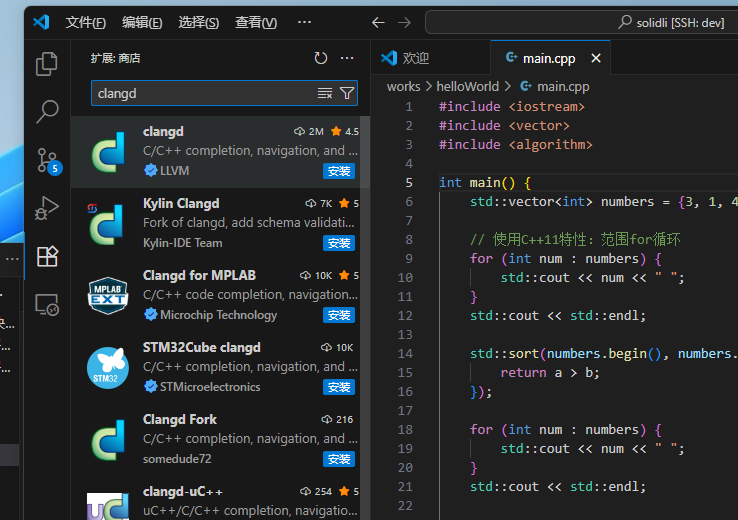 文件(F) 编辑(E) 选择(S) 查看(V) ··· solidli [SSH: dev]
扩展: 商店 ···
欢迎 main.cpp
clangd
works > helloWorld > main.cpp
clangd 2M 4.5
C/C++ completion, navigation, and ...
LLVM 安装
Kylin Clangd 7K 5
Fork of clangd, add schema validati...
Kylin-IDE Team 安装
Clangd for MPLAB 10K 5
C/C++ code completion, navigation...
Microchip Technology 安装
MPLAB
EXT
STM32Cube clangd 10K
C/C++ completion, navigation, and ...
STMicroelectronics 安装
STM32
Clangd Fork 216
C/C++ completion, navigation, and ...
somedude72 安装
clangd-uC++ 254 5
uC++/C/C++ completion, navigation...
安装
5
1 #include <iostream>
2 #include <vector>
3 #include <algorithm>
4
5 int main() {
6 std::vector<int> numbers = {3, 1, 4
7
8 // 使用C++11特性: 范围for循环
9 for (int num : numbers) {
10 std::cout << num << " ";
11 }
12 std::cout << std::endl;
13
14 std::sort(numbers.begin(), numbers.
15 return a > b;
16 });
17
18 for (int num : numbers) {
19 std::cout << num << " ";
20 }
21 std::cout << std::endl;
22